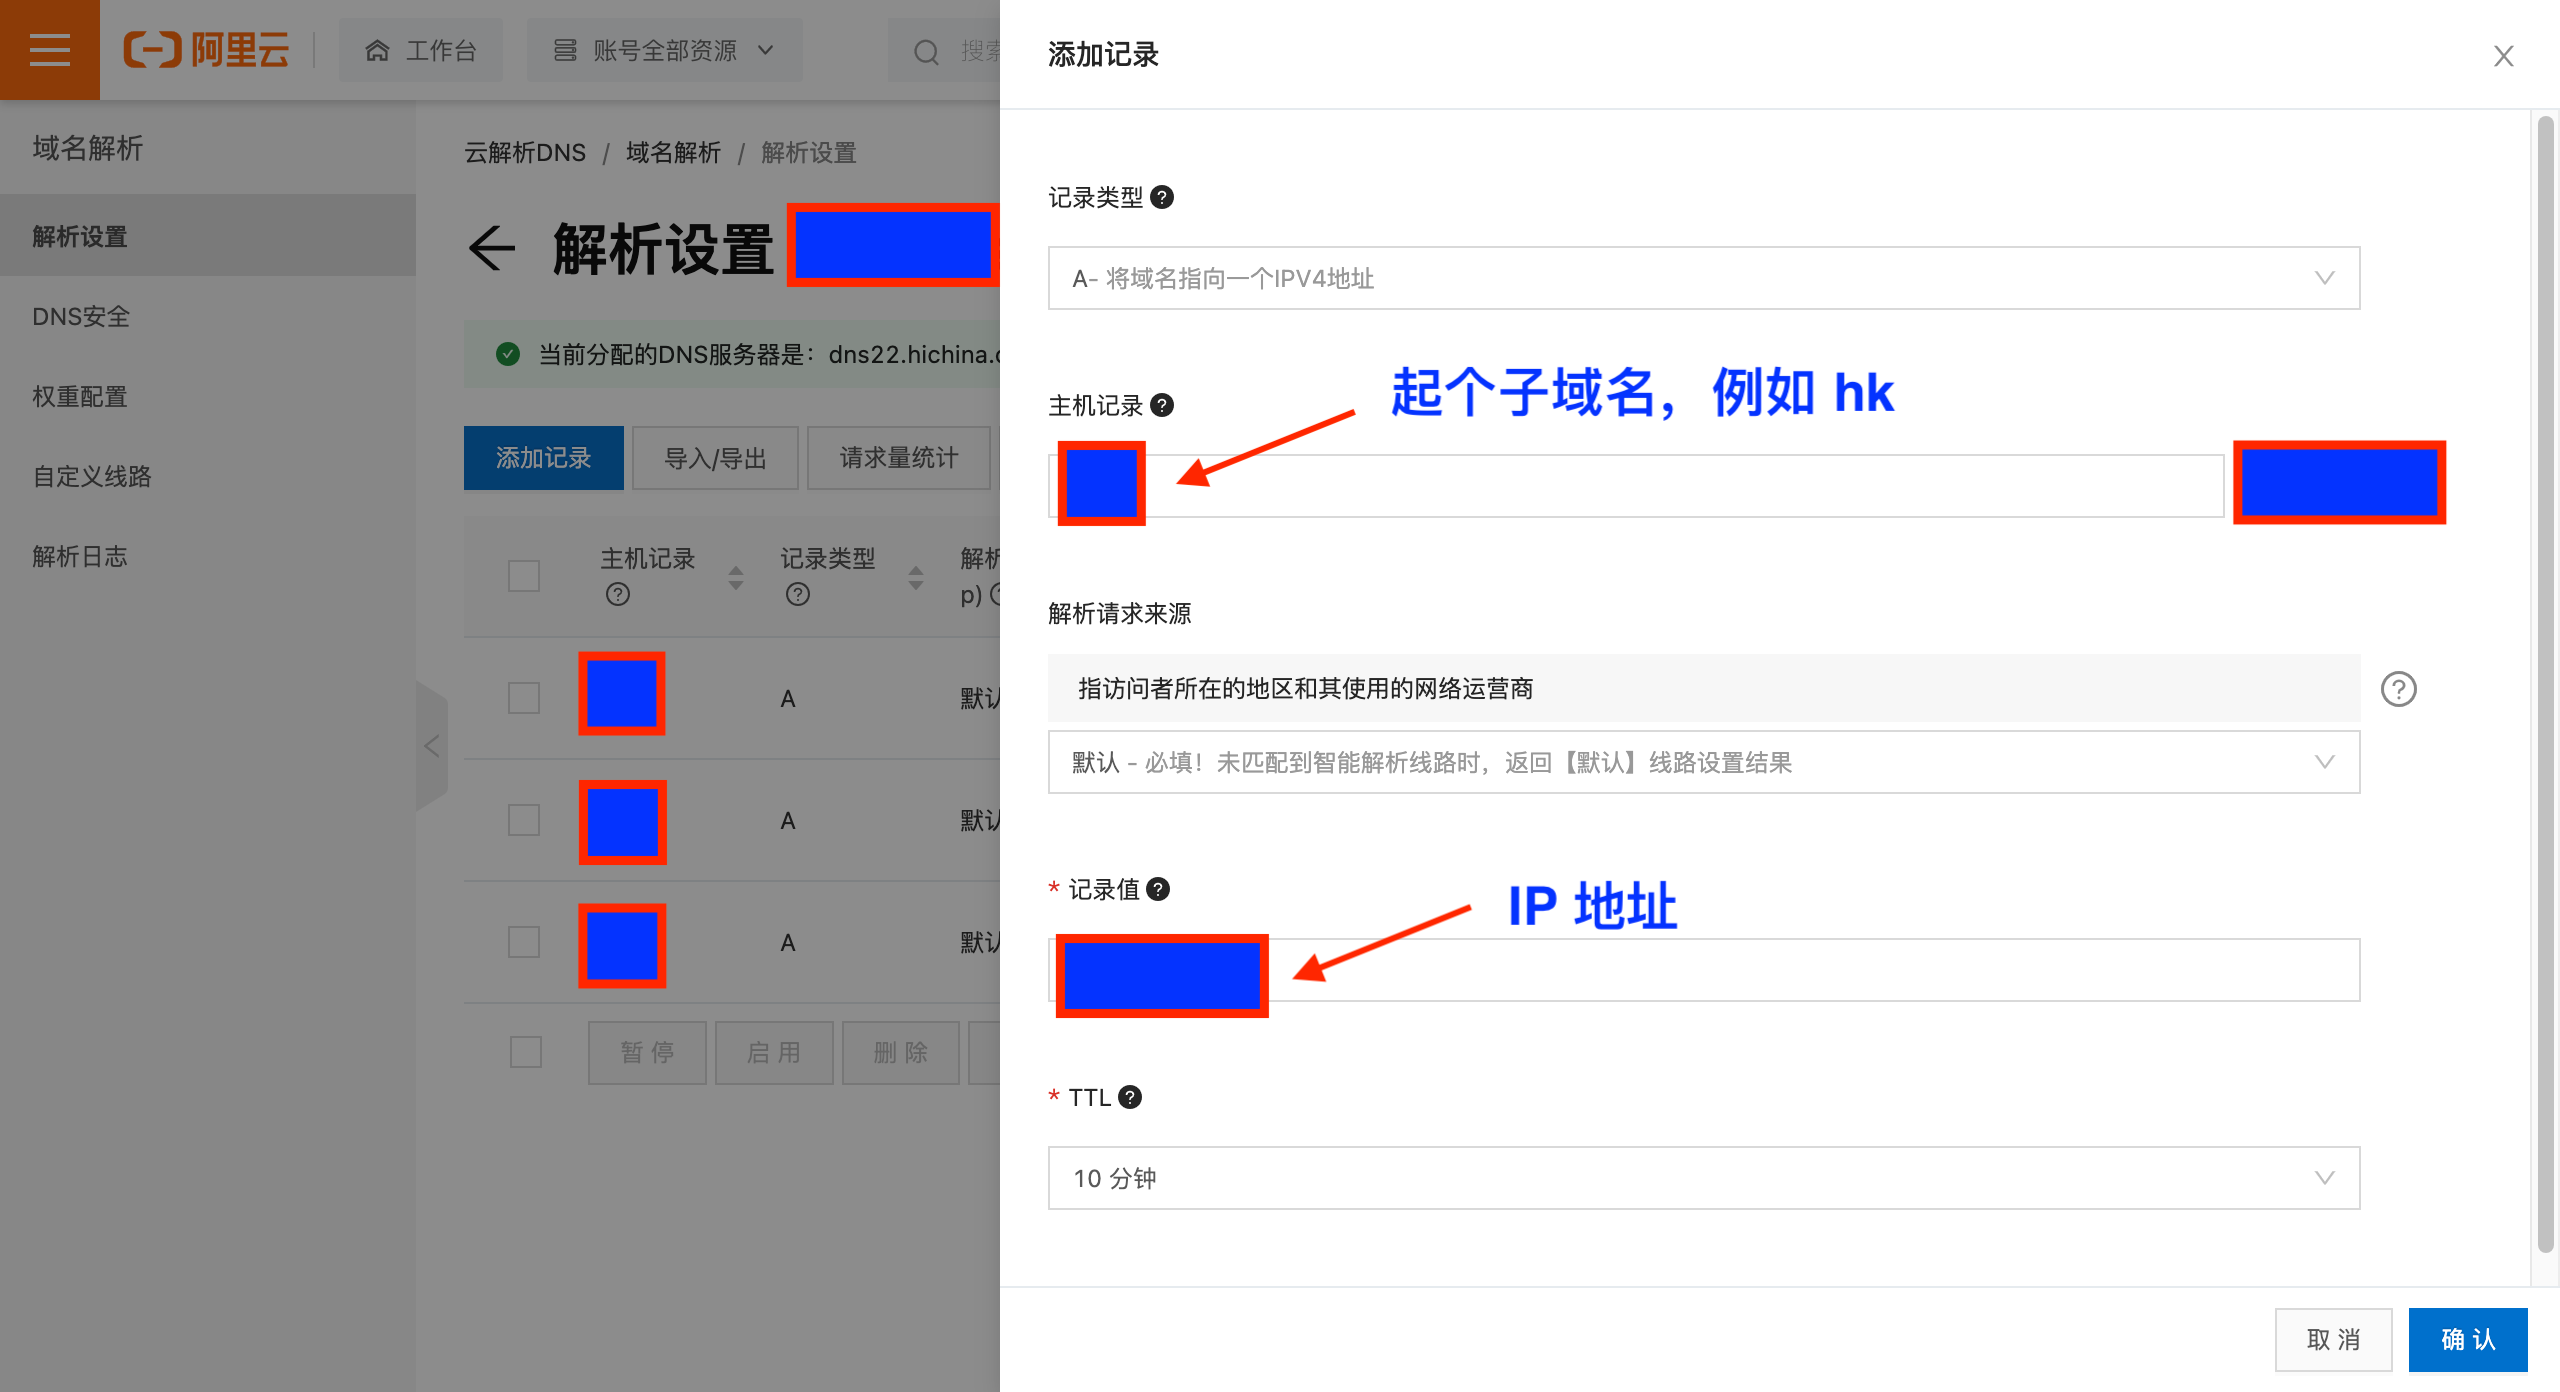 阿里云
工作台
账号全部资源
搜索
域名解析
解析设置
DNS安全
权重配置
自定义线路
解析日志
云解析DNS / 域名解析 / 解析设置
解析设置
当前分配的DNS服务器是：dns22.hichina.c
添加记录
导入/导出
请求量统计
主机记录
记录类型
解析
p)
A
默认
A
默认
A
默认
暂停
启用
删除
添加记录
记录类型
A- 将域名指向一个IPV4地址
主机记录
起个子域名，例如 hk
解析请求来源
指访问者所在的地区和其使用的网络运营商
默认 - 必填！未匹配到智能解析线路时，返回【默认】线路设置结果
* 记录值
IP 地址
* TTL
10 分钟
取消
确认